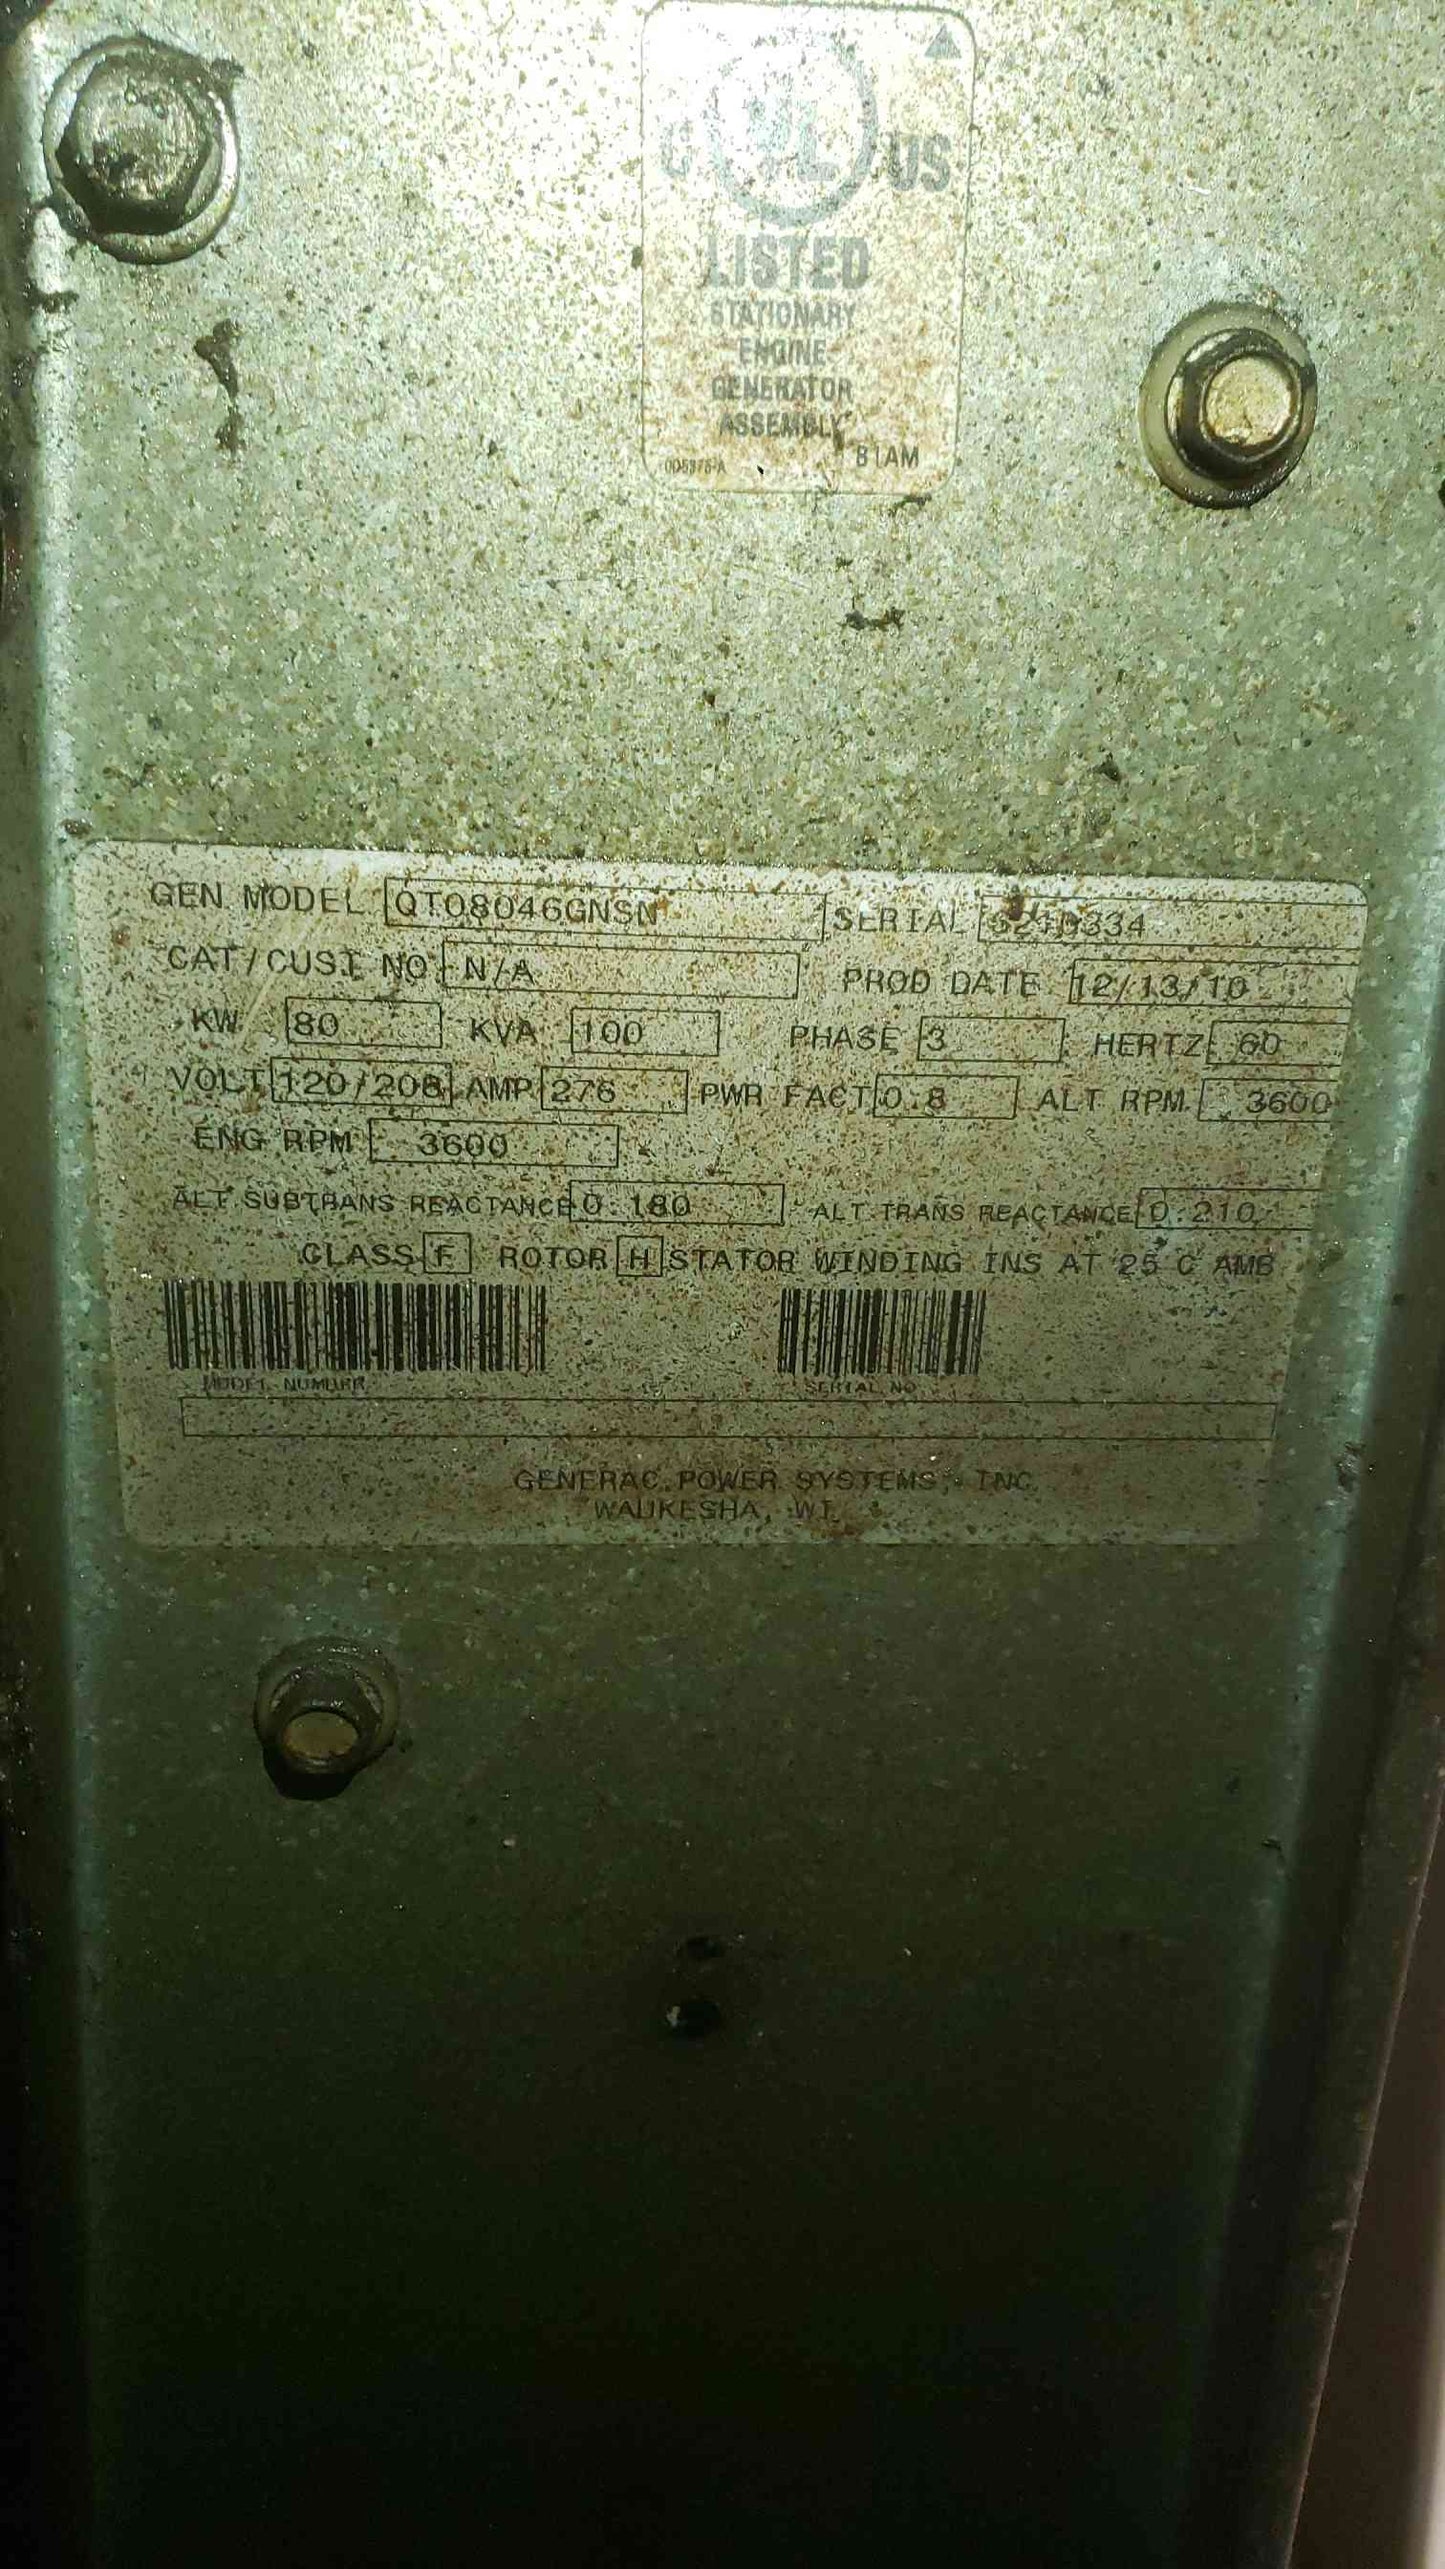 C UL US
LISTED
STATIONARY
ENGINE
GENERATOR
ASSEMBLY
81AM
GEN MODEL QT08046GNSN SERIAL
CAT/CUST NO N/A PROD DATE 12/13/10
KW 80 KVA 100 PHASE 3 HERTZ 60
VOLT 120/208 AMP 276 PWR FACT 0.8 ALT RPM 3600
ENG RPM 3600
ALT SUBTRANS REACTANCE 0.180 ALT TRANS REACTANCE 0.210
CLASS F ROTOR H STATOR WINDING INS AT 25 C AMB
MODEL NUMBER SERIAL NO
GENERAC POWER SYSTEMS, INC.
WAUKESHA, WI